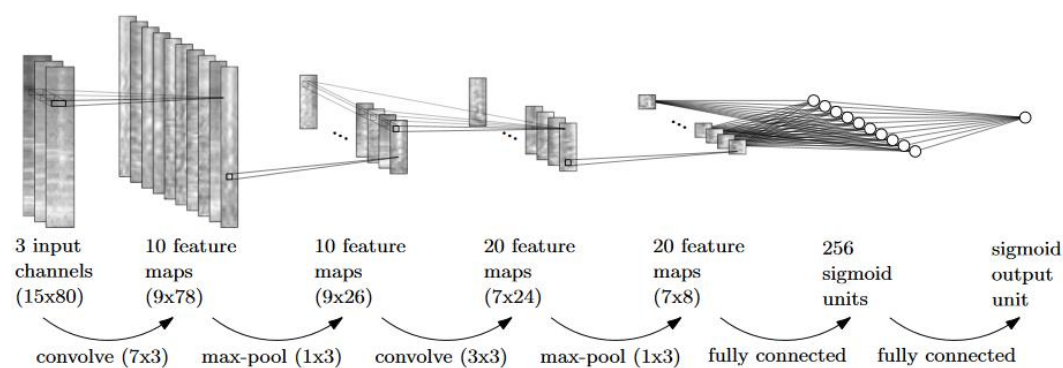 3 input
channels
(15x80)
10 feature
maps
(9x78)
10 feature
maps
(9x26)
20 feature
maps
(7x24)
20 feature
maps
(7x8)
256
sigmoid
units
sigmoid
output
unit
convolve (7x3)
max-pool (1x3)
convolve (3x3)
max-pool (1x3)
fully connected
fully connected